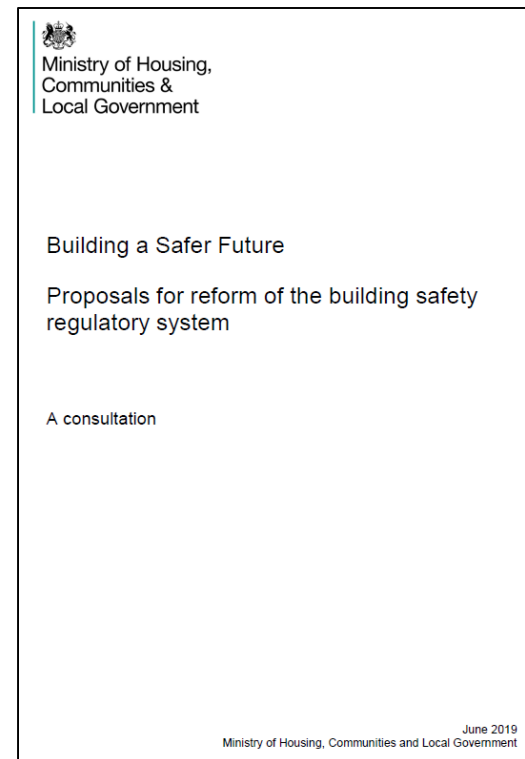 Ministry of Housing,
Communities &
Local Government
Building a Safer Future
Proposals for reform of the building safety
regulatory system
A consultation
June 2019
Ministry of Housing, Communities and Local Government